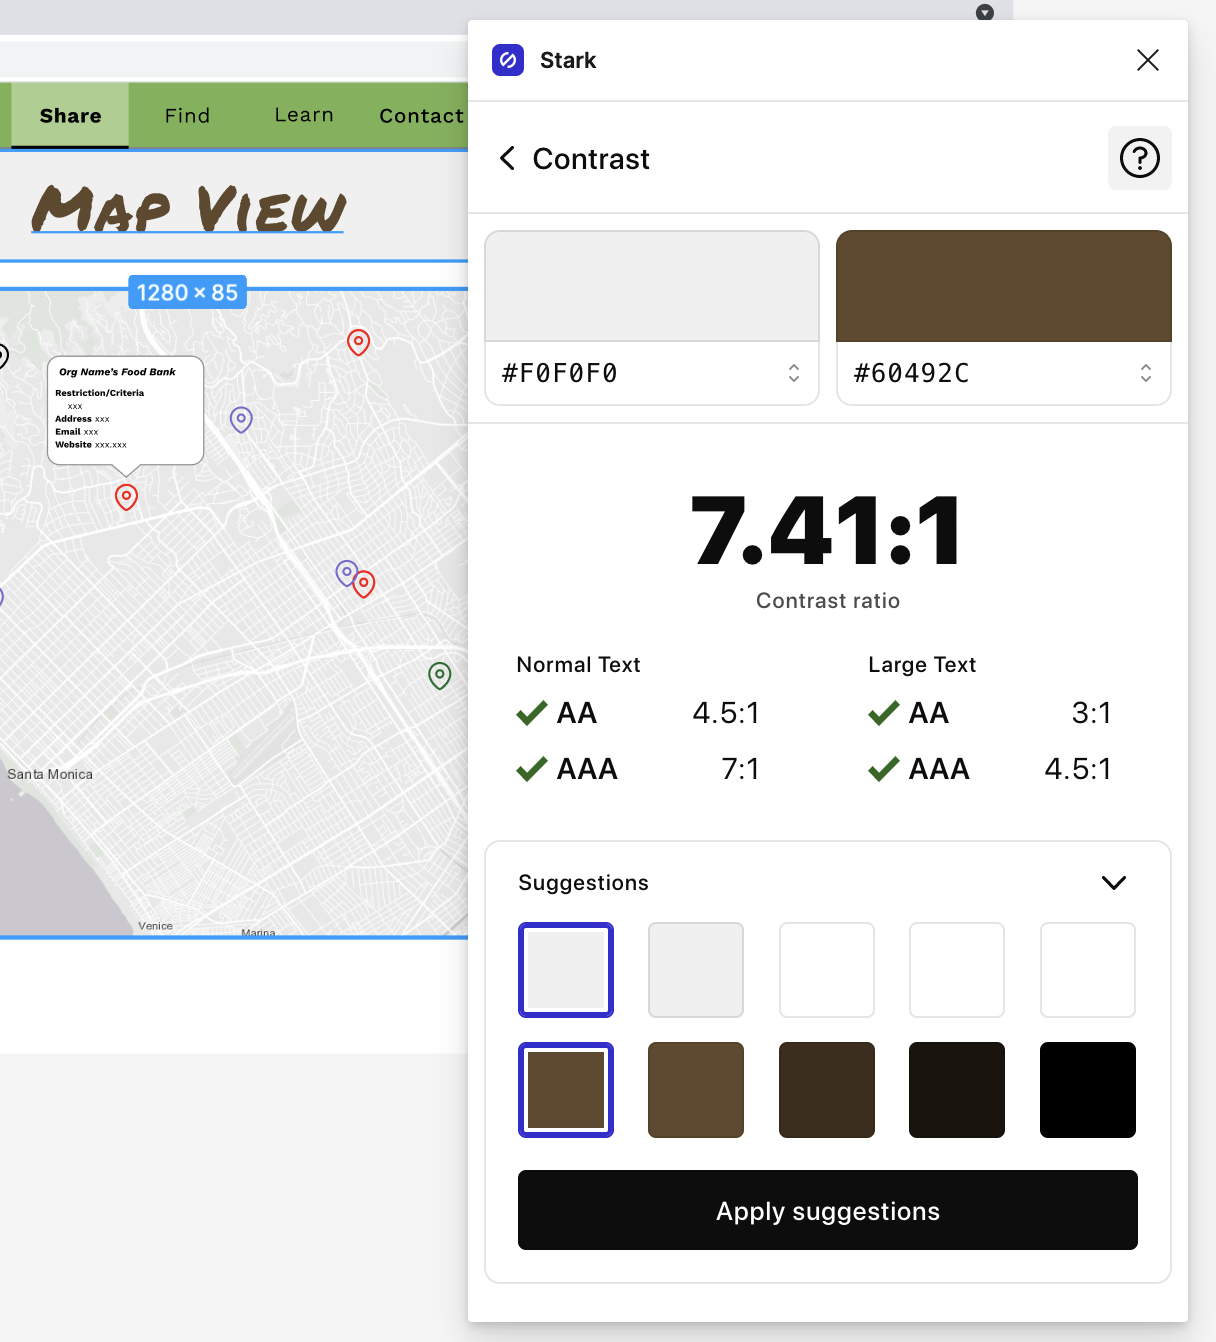 Stark
Share
Find
Learn
Contact
Contrast
Map View
1280 × 85
#F0F0F0
#60492C
Org Name's Food Bank
Restriction/Criteria
xxx
Address xxx
Email xxx
Website xxx.xxx
7.41:1
Contrast ratio
Normal Text
AA 4.5:1
AAA 7:1
Large Text
AA 3:1
AAA 4.5:1
Santa Monica
Venice
Marina
Suggestions
Apply suggestions